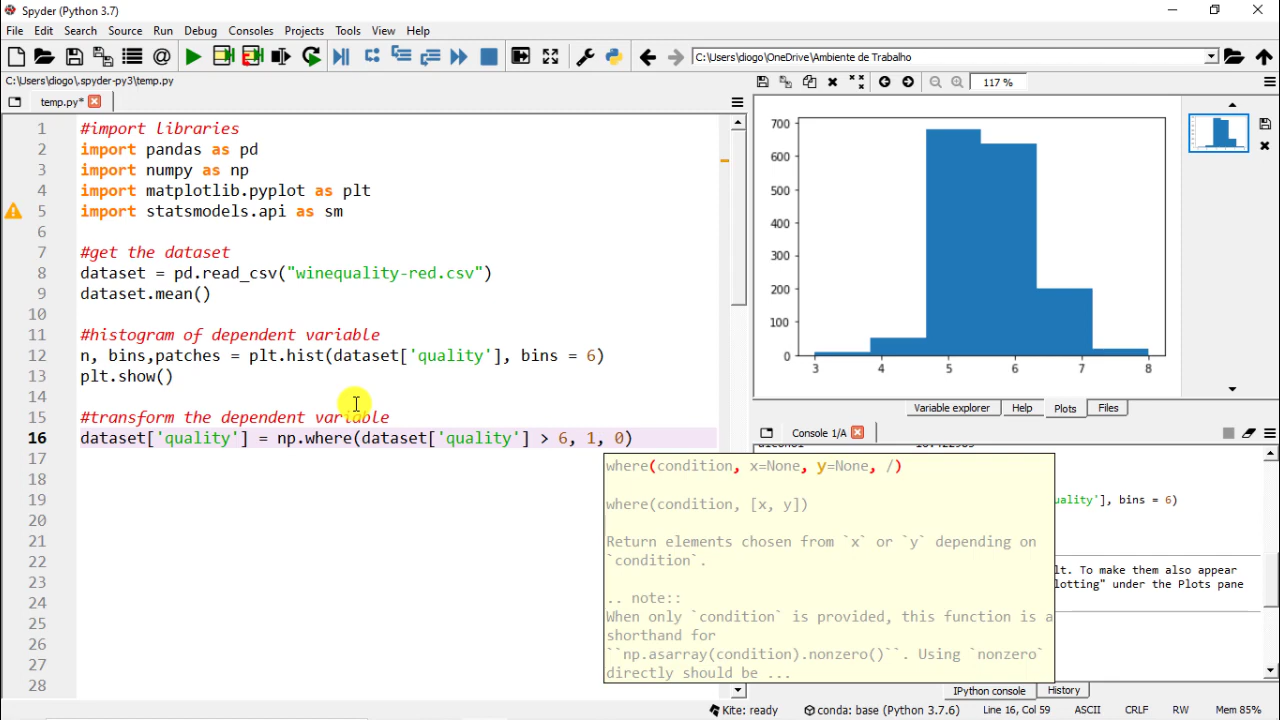 Spyder (Python 3.7)
File Edit Search Source Run Debug Consoles Projects Tools View Help
C:\Users\diogo\OneDrive\Ambiente de Trabalho
C:\Users\diogo\.spyder-py3\temp.py
temp.py*
1 #import libraries
2 import pandas as pd
3 import numpy as np
4 import matplotlib.pyplot as plt
5 import statsmodels.api as sm
6
7 #get the dataset
8 dataset = pd.read_csv("winequality-red.csv")
9 dataset.mean()
10
11 #histogram of dependent variable
12 n, bins,patches = plt.hist(dataset['quality'], bins = 6)
13 plt.show()
14
15 #transform the dependent variable
16 dataset['quality'] = np.where(dataset['quality'] > 6, 1, 0)
17
18
19
20
21
22
23
24
25
26
27
28
where(condition, x=None, y=None, /)
where(condition, [x, y])
Return elements chosen from `x` or `y` depending on
`condition`.
.. note::
When only `condition` is provided, this function is a
shorthand for
``np.asarray(condition).nonzero()``. Using `nonzero`
directly should be ...
117 %
700
600
500
400
300
200
100
0
3 4 5 6 7 8
Variable explorer Help Plots Files
Console 1/A
uality'], bins = 6)
lt. To make them also appear
lotting" under the Plots pane
IPython console History
Kite: ready conda: base (Python 3.7.6) Line 16, Col 59 ASCII CRLF RW Mem 85%